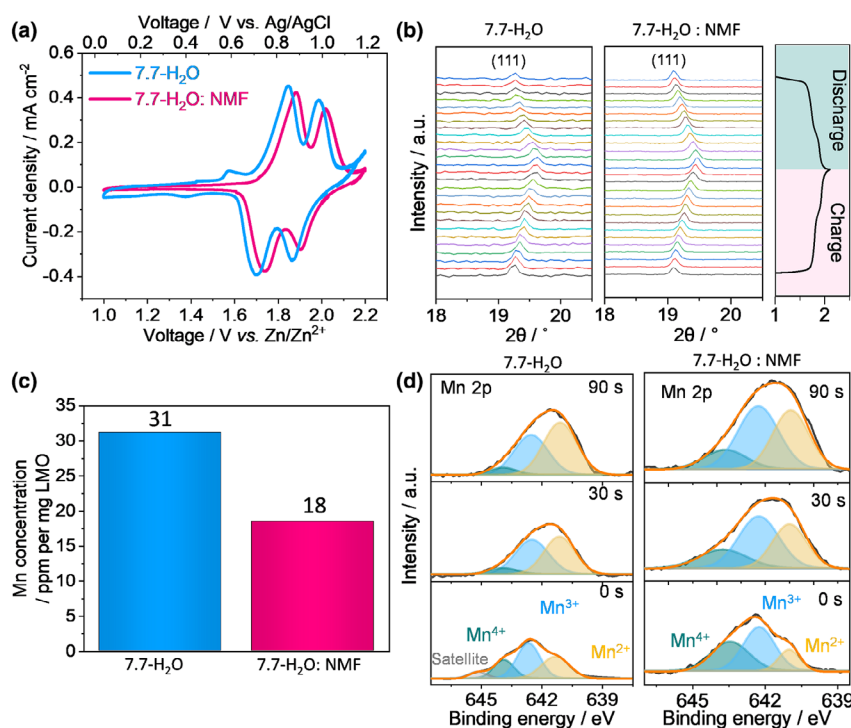 (a)
Voltage / V vs. Ag/AgCl
0.0 0.2 0.4 0.6 0.8 1.0 1.2
7.7-H₂O
7.7-H₂O: NMF
Current density / mA cm⁻²
0.6
0.4
0.2
0.0
-0.2
-0.4
1.0 1.2 1.4 1.6 1.8 2.0 2.2
Voltage / V vs. Zn/Zn²⁺
(b)
7.7-H₂O
7.7-H₂O : NMF
(111)
(111)
Intensity / a.u.
18 19 20
2θ / °
18 19 20
2θ / °
Discharge
Charge
1 2
(c)
Mn concentration
/ ppm per mg LMO
35
30
25
20
15
10
5
0
31
18
7.7-H₂O
7.7-H₂O: NMF
(d)
7.7-H₂O
7.7-H₂O : NMF
Intensity / a.u.
Mn 2p 90 s
30 s
0 s
Mn³⁺
Mn⁴⁺
Mn²⁺
Satellite
645 642 639
Binding energy / eV
Mn 2p 90 s
30 s
0 s
Mn³⁺
Mn⁴⁺
Mn²⁺
645 642 639
Binding energy / eV